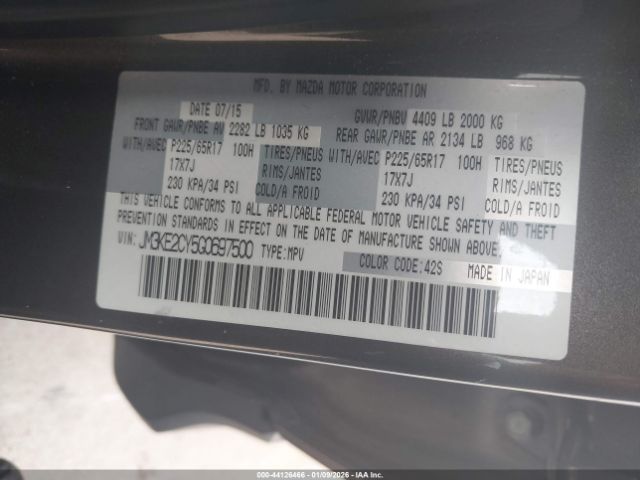 MFD. BY MAZDA MOTOR CORPORATION
DATE 07/15 GVWR/PNBV 4409 LB 2000 KG
FRONT GAWR/PNBE AV 2282 LB 1035 KG REAR GAWR/PNBE AR 2134 LB 968 KG
WITH/AVEC P225/65R17 100H TIRES/PNEUS WITH/AVEC P225/65R17 100H TIRES/PNEUS
17X7J RIMS/JANTES 17X7J RIMS/JANTES
230 KPA/34 PSI COLD/A FROID 230 KPA/34 PSI COLD/A FROID
THIS VEHICLE CONFORMS TO ALL APPLICABLE FEDERAL MOTOR VEHICLE SAFETY AND THEFT
PREVENTION STANDARDS IN EFFECT ON THE DATE OF MANUFACTURE SHOWN ABOVE.
VIN: JM3KE2CY5G0697500 TYPE: MPV COLOR CODE: 42S MADE IN JAPAN
000-44126466 - 01/09/2026 - IAAI.com